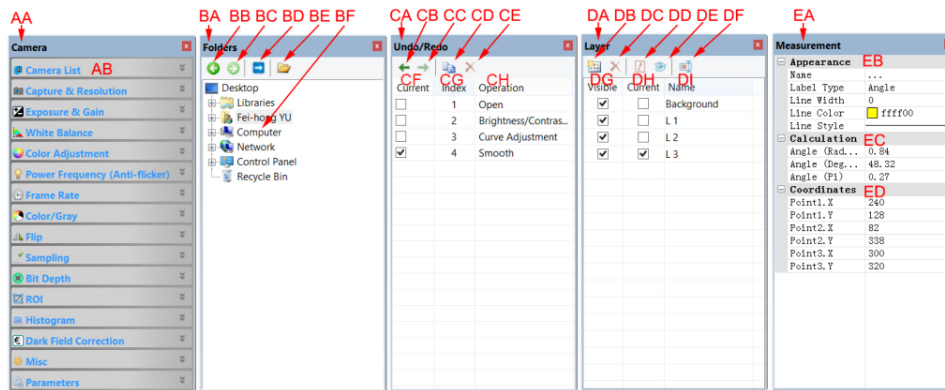 AA BA BB BC BD BE BF CA CB CC CD CE DA DB DC DD DE DF EA
Camera
AB
Camera List
Capture & Resolution
Exposure & Gain
White Balance
Color Adjustment
Power Frequency (Anti-flicker)
Frame Rate
Color/Gray
Flip
Sampling
Bit Depth
ROI
Histogram
Dark Field Correction
Misc
Parameters
Folders
Desktop
Libraries
Fei-hong YU
Computer
Network
Control Panel
Recycle Bin
Undo/Redo
CF CG CH
Current Index Operation
1 Open
2 Brightness/Contras...
3 Curve Adjustment
4 Smooth
Layer
DG DH DI
Visible Current Name
Background
L 1
L 2
L 3
Measurement
Appearance EB
Name ...
Label Type Angle
Line Width 0
Line Color ffff00
Line Style
Calculation EC
Angle (Rad... 0.84
Angle (Deg... 48.32
Angle (Pi) 0.27
Coordinates ED
Point1.X 240
Point1.Y 128
Point2.X 82
Point2.Y 338
Point3.X 300
Point3.Y 320